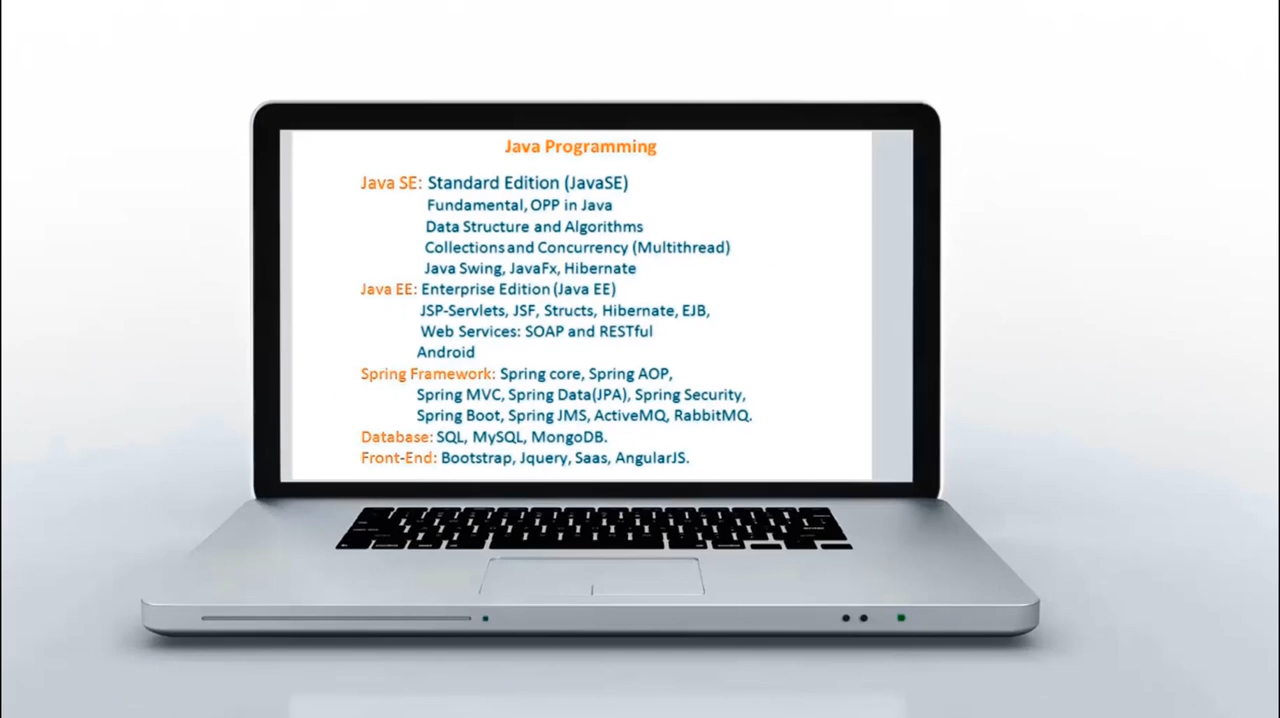 Java Programming
Java SE: Standard Edition (JavaSE)
Fundamental, OPP in Java
Data Structure and Algorithms
Collections and Concurrency (Multithread)
Java Swing, JavaFx, Hibernate
Java EE: Enterprise Edition (Java EE)
JSP-Servlets, JSF, Structs, Hibernate, EJB,
Web Services: SOAP and RESTful
Android
Spring Framework: Spring core, Spring AOP,
Spring MVC, Spring Data(JPA), Spring Security,
Spring Boot, Spring JMS, ActiveMQ, RabbitMQ.
Database: SQL, MySQL, MongoDB.
Front-End: Bootstrap, Jquery, Saas, AngularJS.